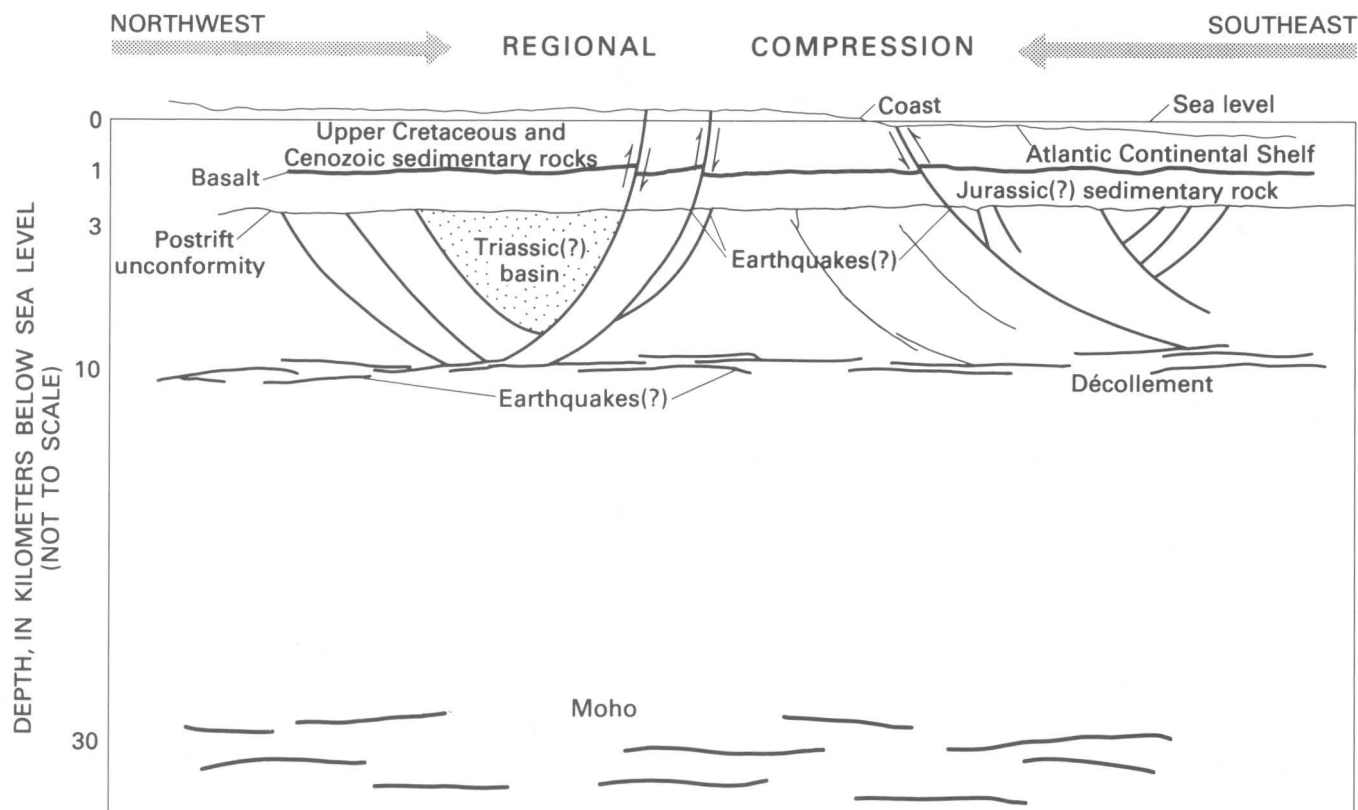 NORTHWEST
REGIONAL COMPRESSION
SOUTHEAST
Coast
Sea level
0
Upper Cretaceous and
Cenozoic sedimentary rocks
Atlantic Continental Shelf
1
Basalt
Jurassic(?) sedimentary rock
3
Postrift
unconformity
Triassic(?)
basin
Earthquakes(?)
10
Earthquakes(?)
Décollement
Moho
30
DEPTH, IN KILOMETERS BELOW SEA LEVEL
(NOT TO SCALE)